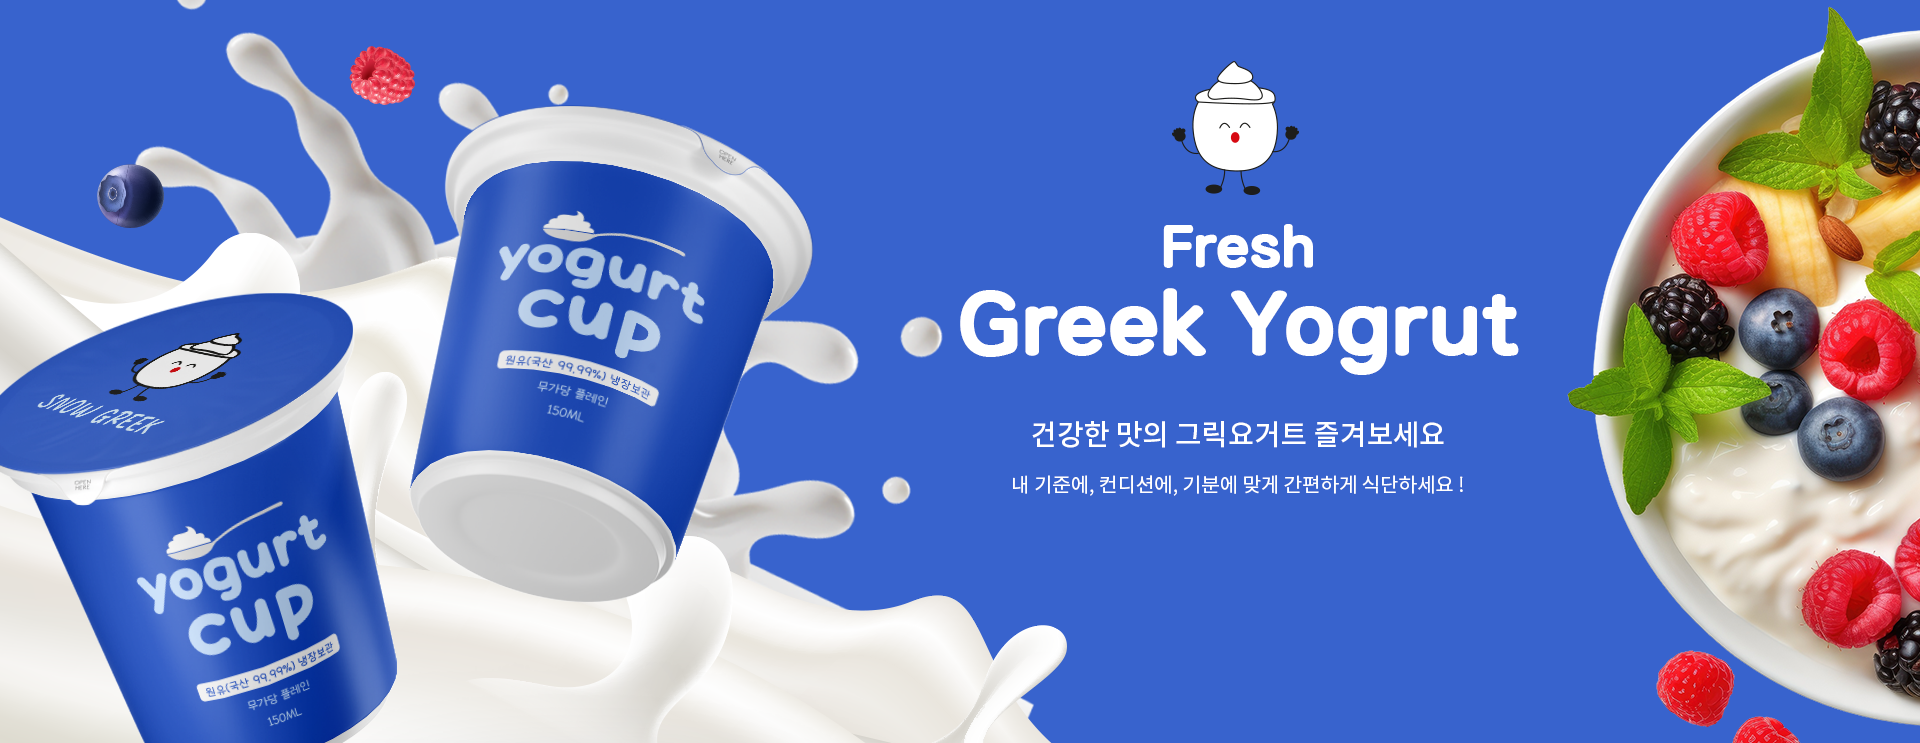 Fresh
Greek Yogrut
건강한 맛의 그릭요거트 즐겨보세요
내 기준에, 컨디션에, 기분에 맞게 간편하게 식단하세요 !
OPEN
HERE
yogurt
cup
원유(국산 99.99%) 냉장보관
무가당 플레인
150ML
SNOW GREEK
OPEN
HERE
yogurt
cup
원유(국산 99.99%) 냉장보관
무가당 플레인
150ML